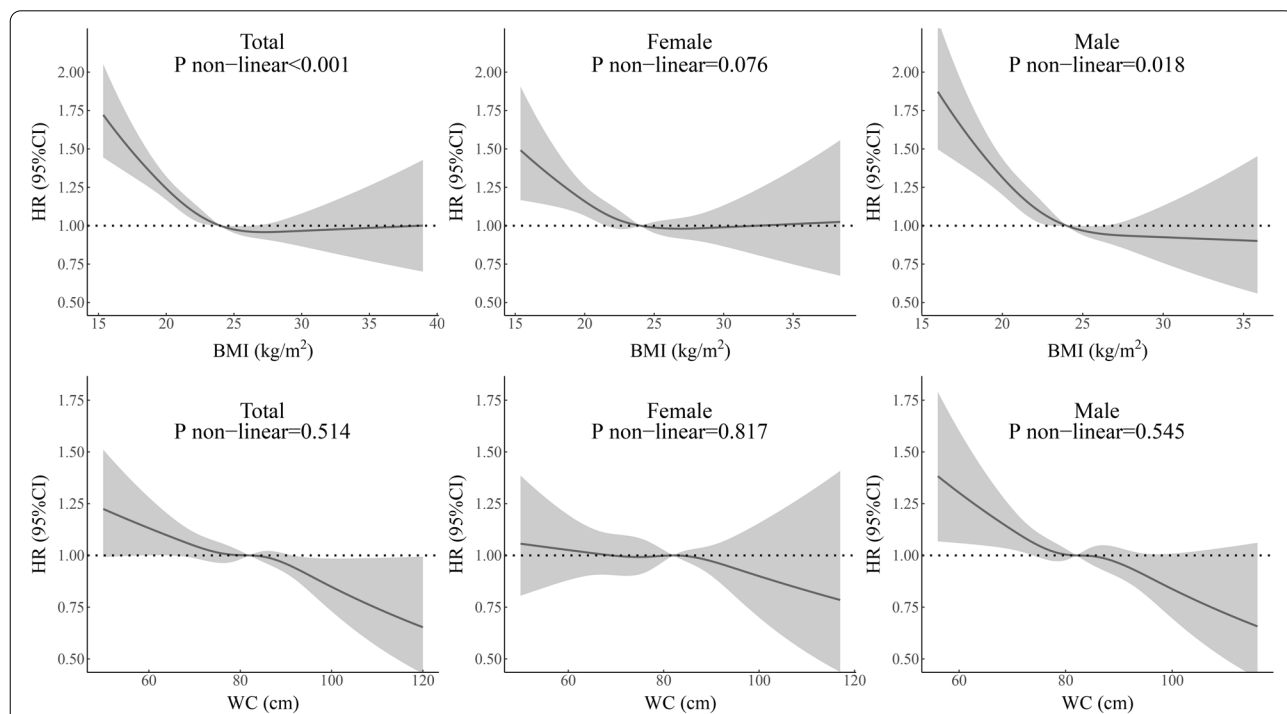 Total
P non−linear<0.001
HR (95%CI)
2.00
1.75
1.50
1.25
1.00
0.75
0.50
15 20 25 30 35 40
BMI (kg/m²)
Female
P non−linear=0.076
HR (95%CI)
2.00
1.75
1.50
1.25
1.00
0.75
0.50
15 20 25 30 35
BMI (kg/m²)
Male
P non−linear=0.018
HR (95%CI)
2.00
1.75
1.50
1.25
1.00
0.75
0.50
15 20 25 30 35
BMI (kg/m²)
Total
P non−linear=0.514
HR (95%CI)
1.75
1.50
1.25
1.00
0.75
0.50
60 80 100 120
WC (cm)
Female
P non−linear=0.817
HR (95%CI)
1.75
1.50
1.25
1.00
0.75
0.50
60 80 100 120
WC (cm)
Male
P non−linear=0.545
HR (95%CI)
1.75
1.50
1.25
1.00
0.75
0.50
60 80 100
WC (cm)